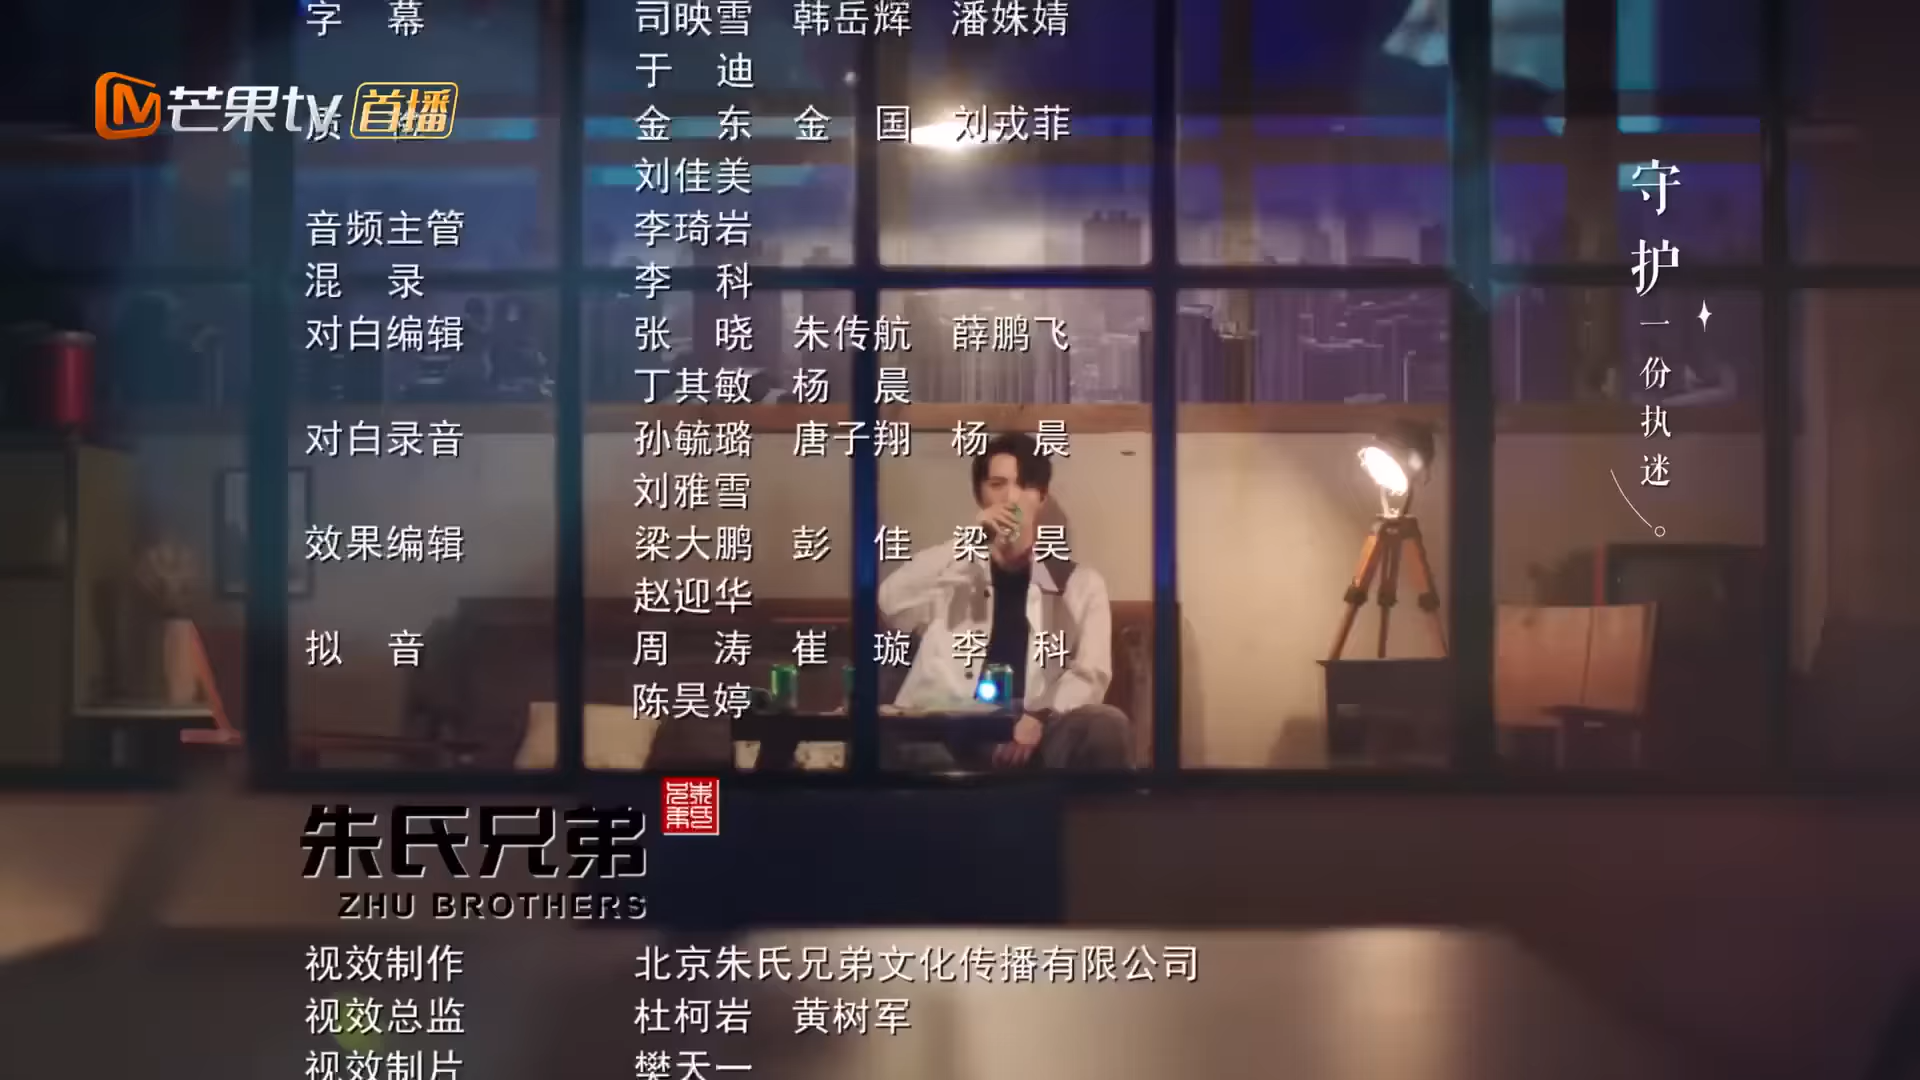 字 幕 司映雪 韩岳辉 潘姝婧
于 迪
芒果tv 首播
金 东 金 国 刘戎菲
刘佳美
音频主管 李琦岩
混 录 李 科
对白编辑 张 晓 朱传航 薛鹏飞
丁其敏 杨 晨
对白录音 孙毓璐 唐子翔 杨 晨
刘雅雪
效果编辑 梁大鹏 彭 佳 梁 昊
赵迎华
拟 音 周 涛 崔 璇 李 科
陈昊婷
朱氏兄弟
朱氏兄弟
ZHU BROTHERS
视效制作 北京朱氏兄弟文化传播有限公司
视效总监 杜柯岩 黄树军
视效制片 樊天一
守护一份执迷。